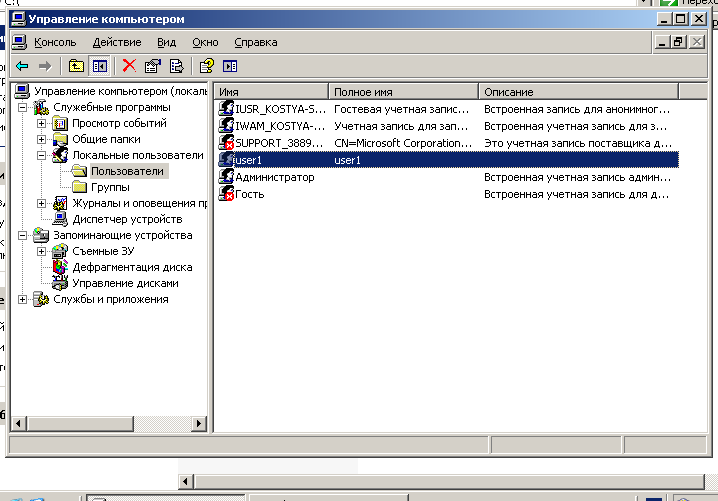 C:\
Управление компьютером
Консоль Действие Вид Окно Справка
Управление компьютером (локаль
Служебные программы
Просмотр событий
Общие папки
Локальные пользователи
Пользователи
Группы
Журналы и оповещения пр
Диспетчер устройств
Запоминающие устройства
Съемные ЗУ
Дефрагментация диска
Управление дисками
Службы и приложения
Имя Полное имя Описание
IUSR_KOSTYA-S... Гостевая учетная запис... Встроенная запись для анонимног...
IWAM_KOSTYA-... Учетная запись для зап... Встроенная учетная запись для з...
SUPPORT_3889... CN=Microsoft Corporation... Это учетная запись поставщика д...
user1 user1
Администратор Встроенная учетная запись админ...
Гость Встроенная учетная запись для д...